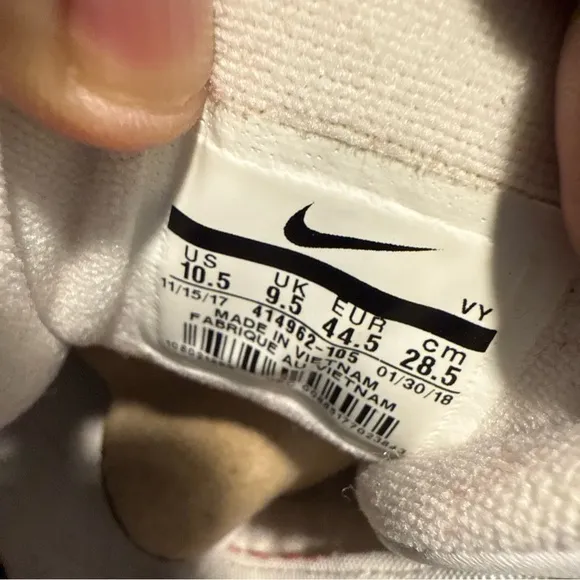 US UK EUR cm VY
10.5 9.5 44.5 28.5
11/15/17 414962-105 01/30/18
MADE IN VIETNAM
FABRIQUE AU VIETNAM